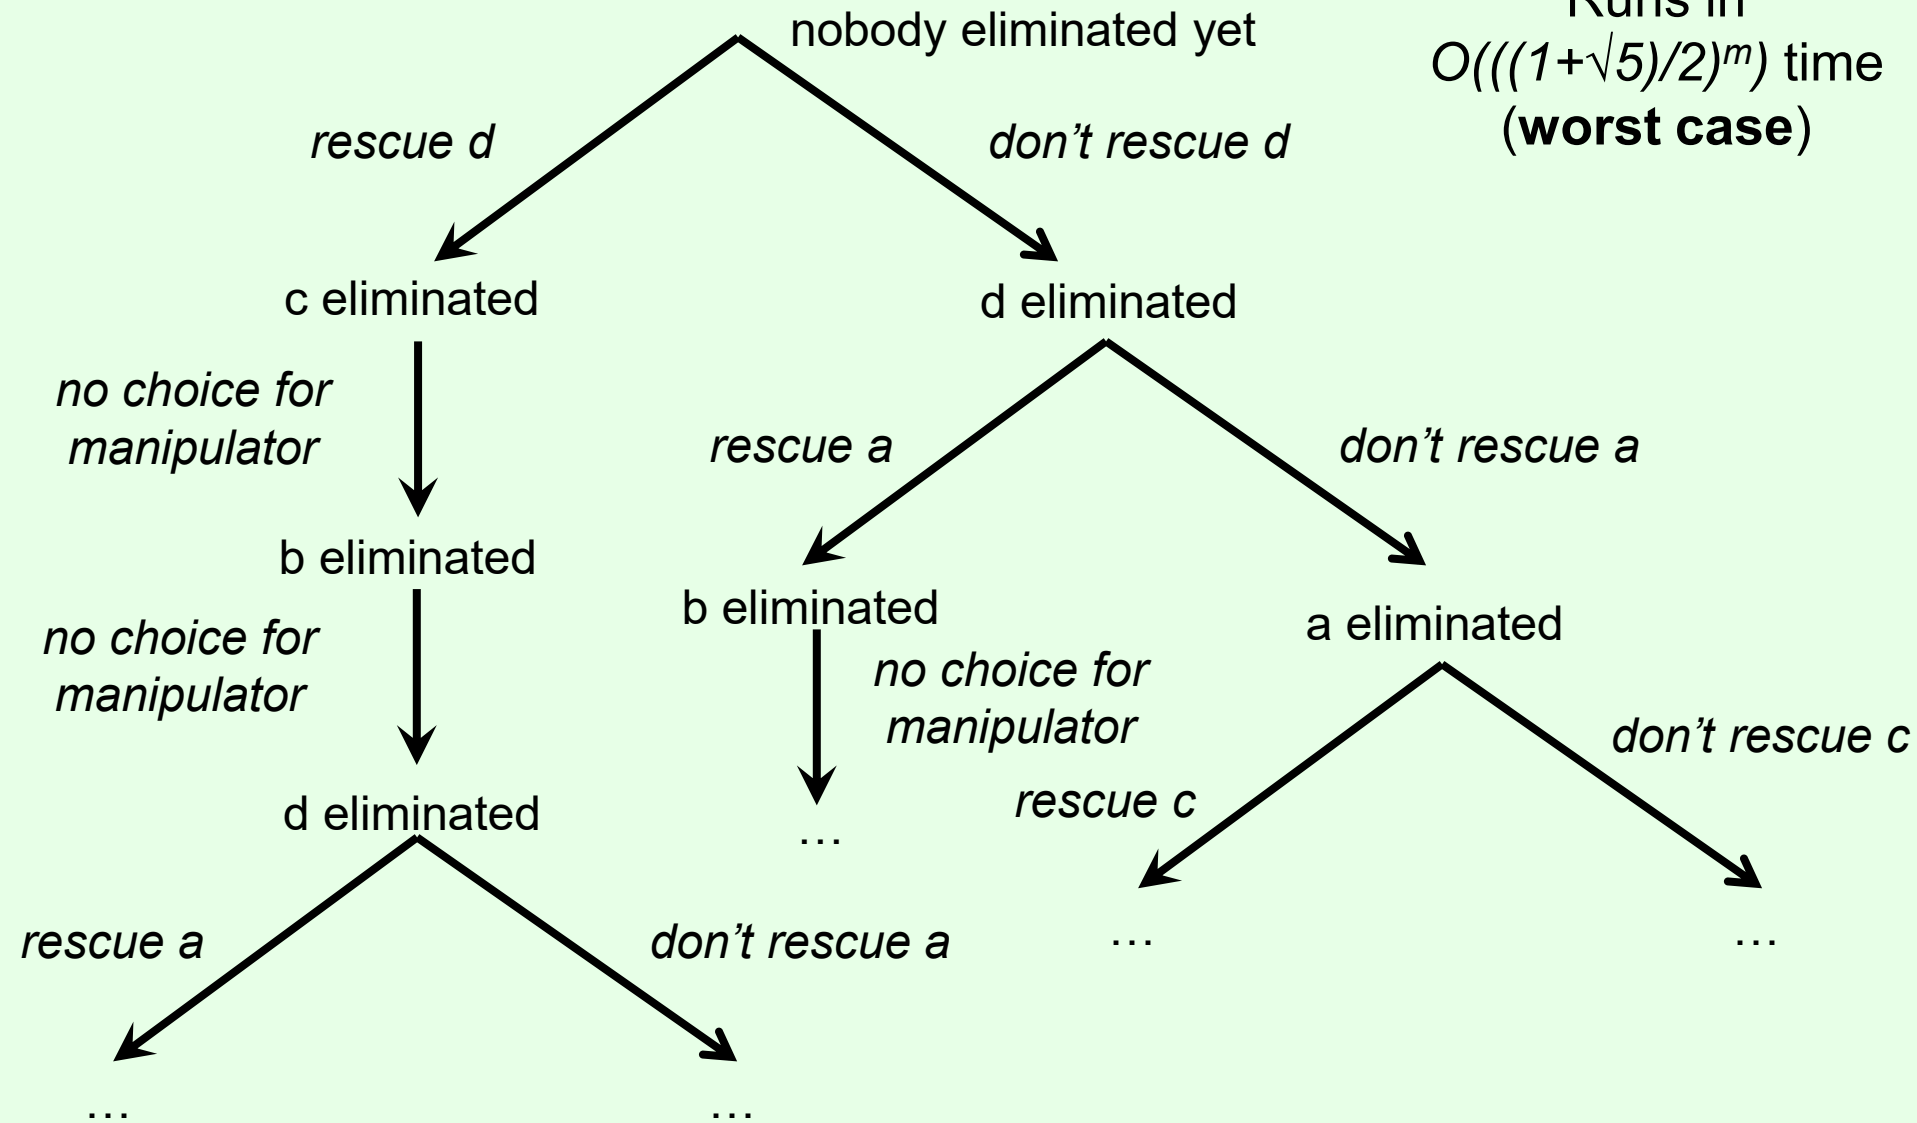 nobody eliminated yet
Runs in
O(((1+√5)/2)ᵐ) time
(worst case)
rescue d
don't rescue d
c eliminated
d eliminated
no choice for
manipulator
rescue a
don't rescue a
b eliminated
b eliminated
a eliminated
no choice for
manipulator
no choice for
manipulator
don't rescue c
rescue c
d eliminated
…
rescue a
don't rescue a
…
…
…
…